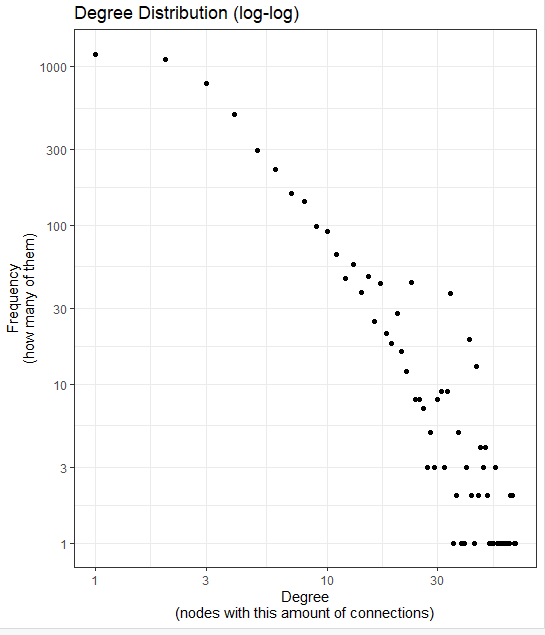 Degree Distribution (log-log)
1000
300
100
30
10
3
1
Frequency
(how many of them)
1 3 10 30
Degree
(nodes with this amount of connections)